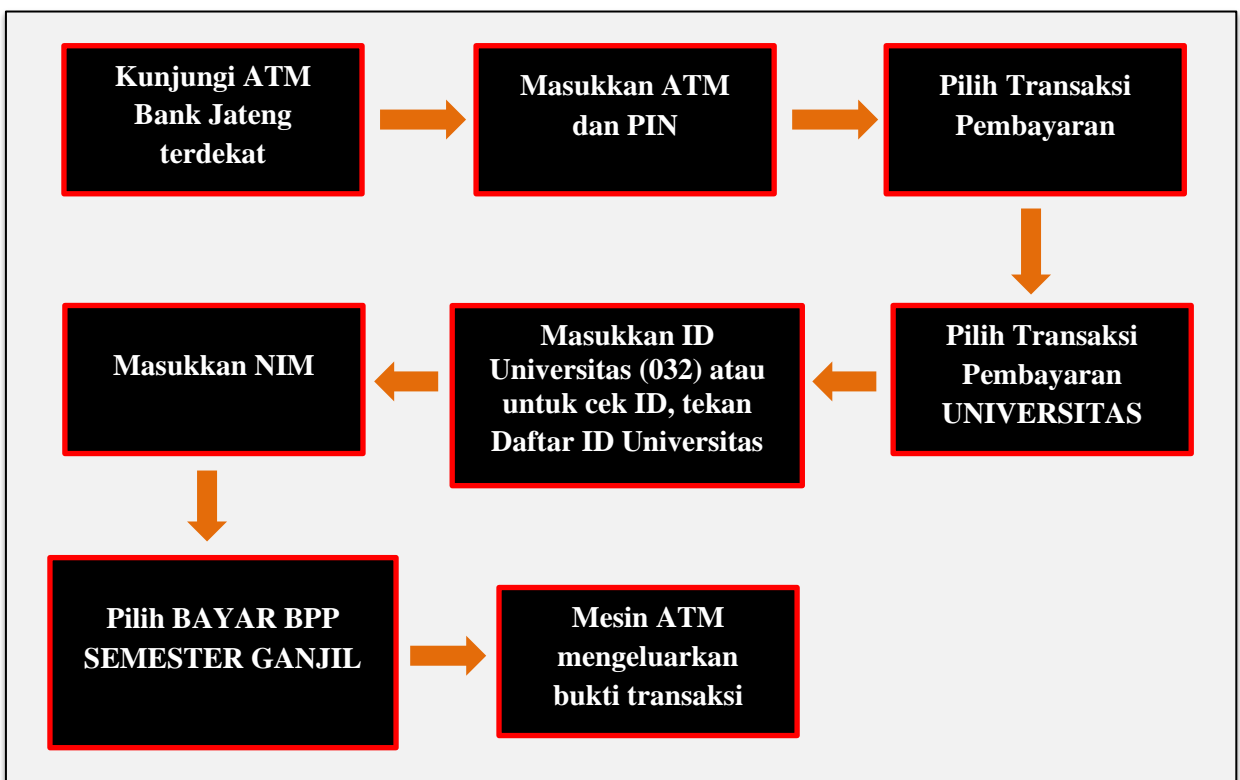 Kunjungi ATM
Bank Jateng
terdekat
Masukkan ATM
dan PIN
Pilih Transaksi
Pembayaran
Pilih Transaksi
Pembayaran
UNIVERSITAS
Masukkan ID
Universitas (032) atau
untuk cek ID, tekan
Daftar ID Universitas
Masukkan NIM
Pilih BAYAR BPP
SEMESTER GANJIL
Mesin ATM
mengeluarkan
bukti transaksi